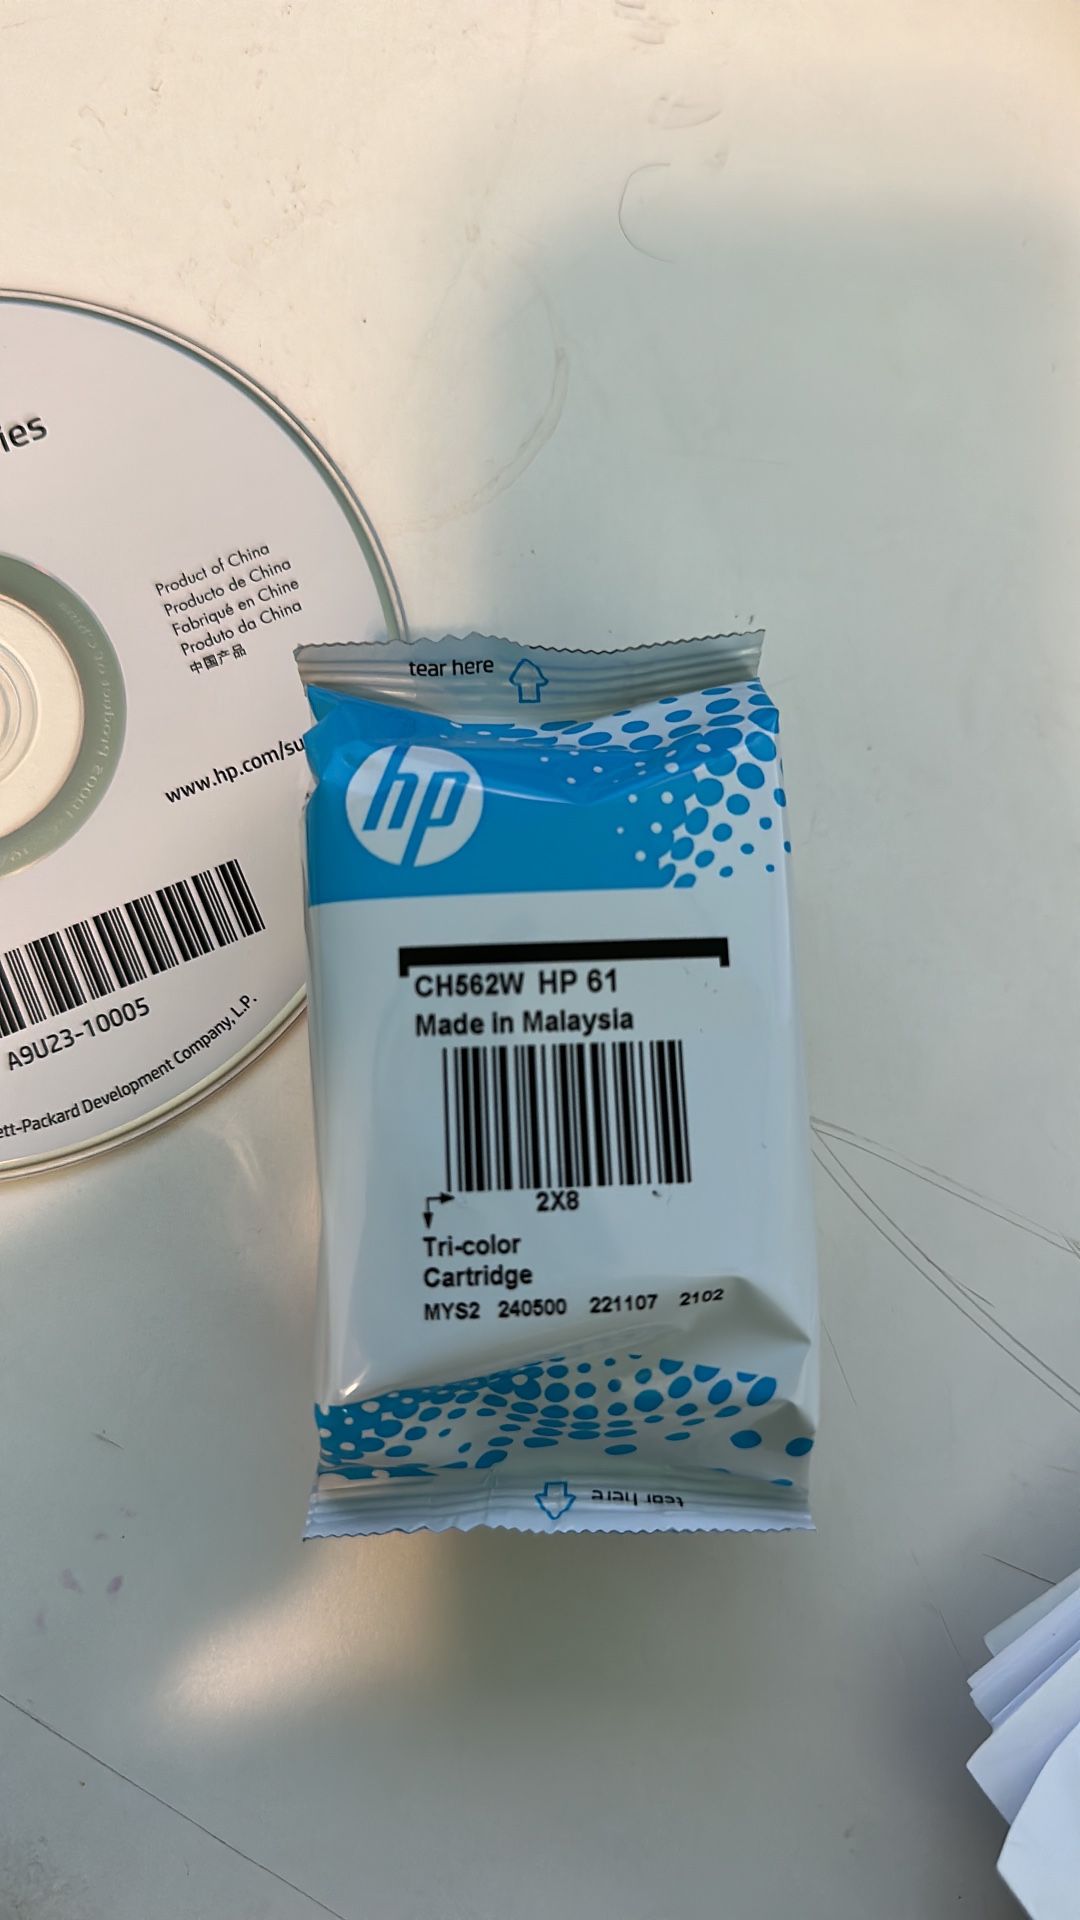 ies
Product of China
Producto de China
Fabriqué en Chine
Produto da China
中国产品
www.hp.com/su
A9U23-10005
ett-Packard Development Company, L.P.
tear here
hp
CH562W HP 61
Made in Malaysia
2X8
Tri-color
Cartridge
MYS2 240500 221107 2102
tear here